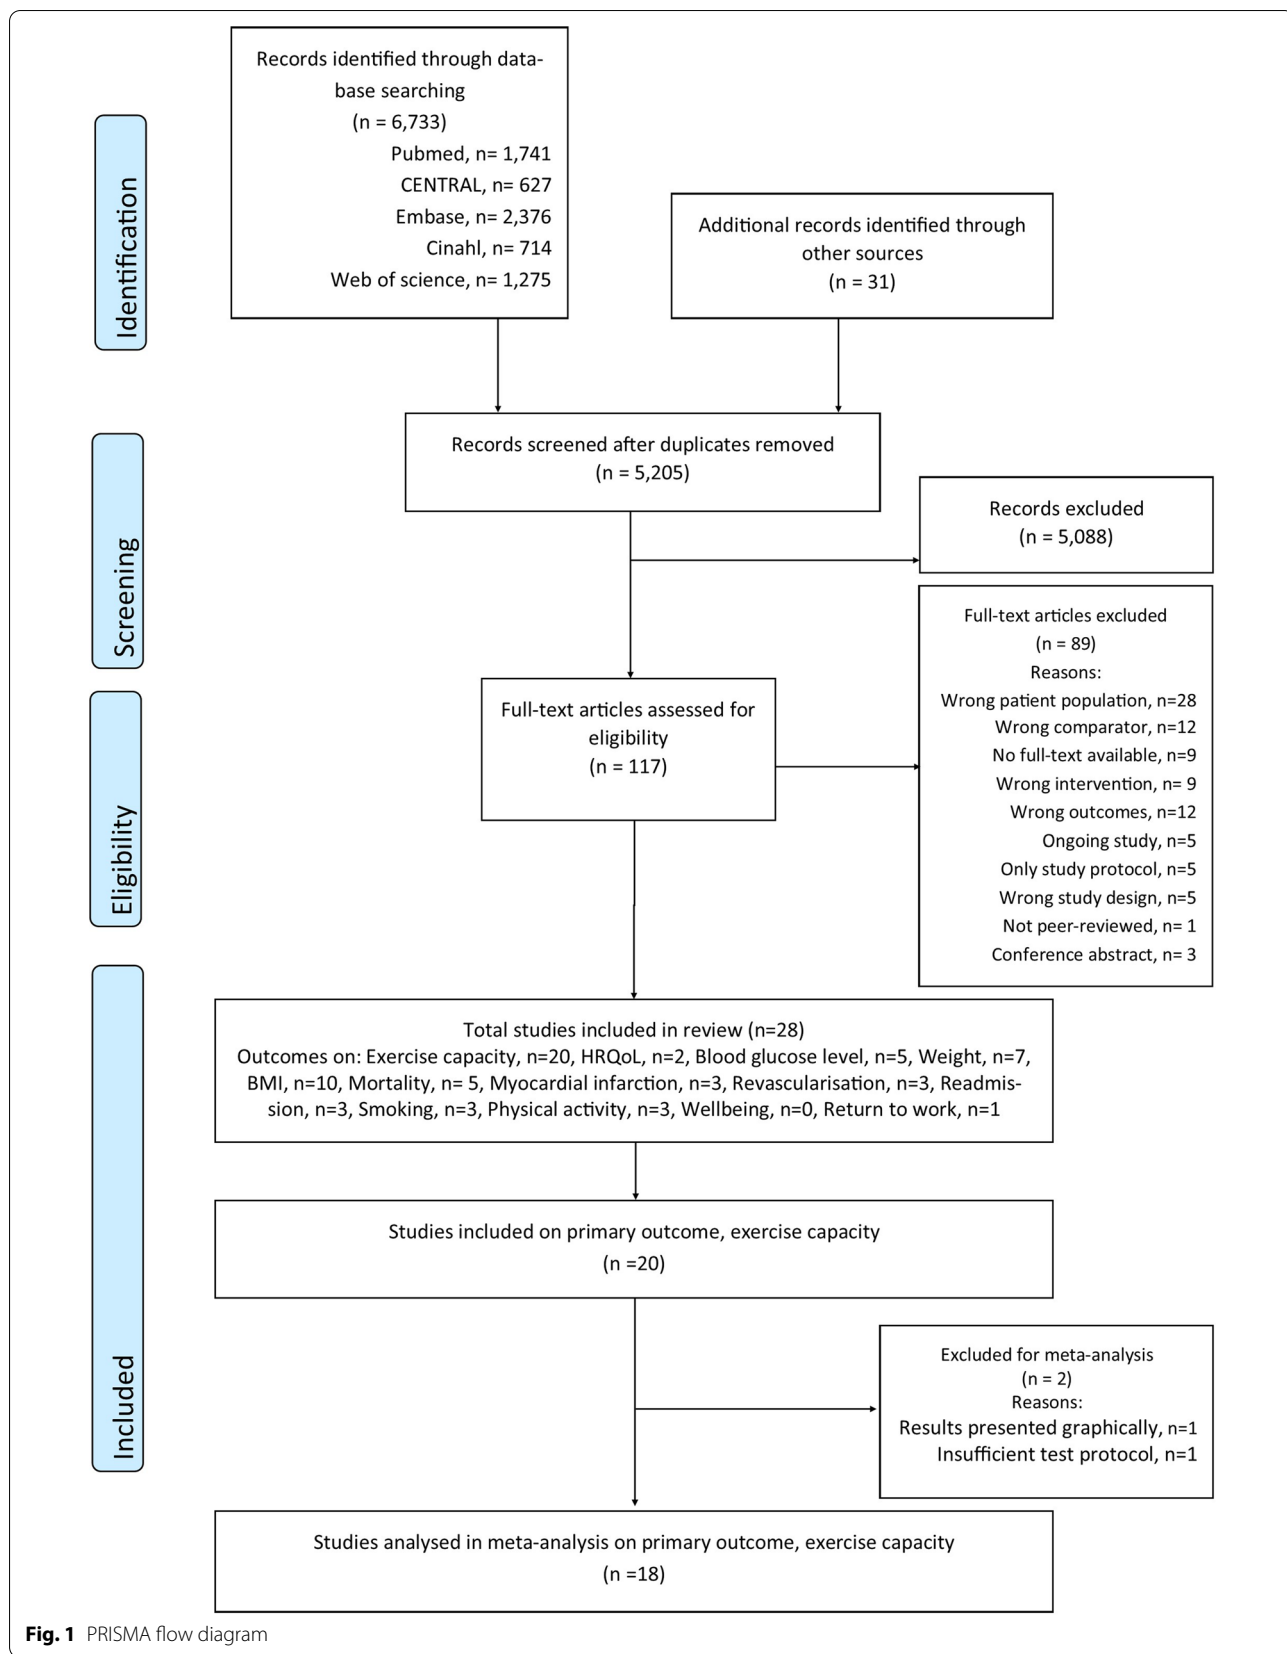 Records identified through data-
base searching
(n = 6,733)
Pubmed, n= 1,741
CENTRAL, n= 627
Embase, n= 2,376
Cinahl, n= 714
Web of science, n= 1,275
Additional records identified through
other sources
(n = 31)
Identification
Records screened after duplicates removed
(n = 5,205)
Records excluded
(n = 5,088)
Screening
Full-text articles assessed for
eligibility
(n = 117)
Full-text articles excluded
(n = 89)
Reasons:
Wrong patient population, n=28
Wrong comparator, n=12
No full-text available, n=9
Wrong intervention, n= 9
Wrong outcomes, n=12
Ongoing study, n=5
Only study protocol, n=5
Wrong study design, n=5
Not peer-reviewed, n= 1
Conference abstract, n= 3
Eligibility
Total studies included in review (n=28)
Outcomes on: Exercise capacity, n=20, HRQoL, n=2, Blood glucose level, n=5, Weight, n=7,
BMI, n=10, Mortality, n= 5, Myocardial infarction, n=3, Revascularisation, n=3, Readmis-
sion, n=3, Smoking, n=3, Physical activity, n=3, Wellbeing, n=0, Return to work, n=1
Studies included on primary outcome, exercise capacity
(n =20)
Excluded for meta-analysis
(n = 2)
Reasons:
Results presented graphically, n=1
Insufficient test protocol, n=1
Included
Studies analysed in meta-analysis on primary outcome, exercise capacity
(n =18)
Fig. 1 PRISMA flow diagram